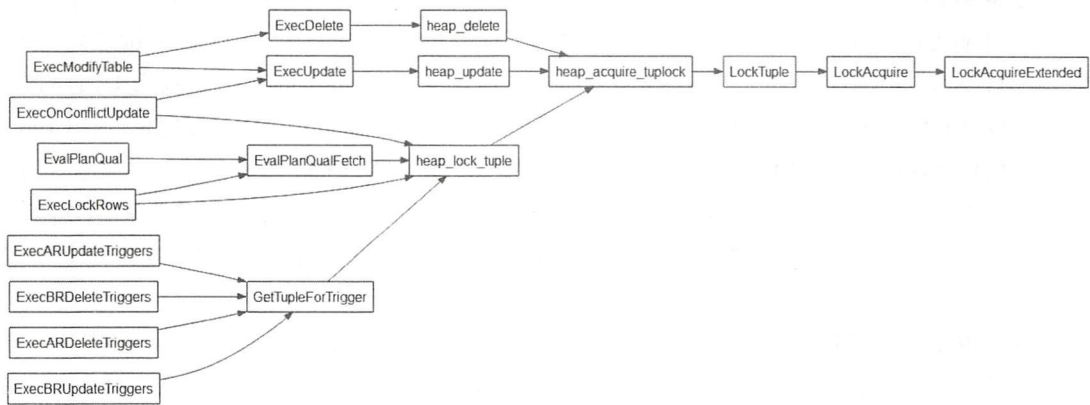 ExecDelete
heap_delete
ExecModifyTable
ExecUpdate
heap_update
heap_acquire_tuplock
LockTuple
LockAcquire
LockAcquireExtended
ExecOnConflictUpdate
EvalPlanQual
EvalPlanQualFetch
heap_lock_tuple
ExecLockRows
ExecARUpdateTriggers
ExecBRDeleteTriggers
GetTupleForTrigger
ExecARDeleteTriggers
ExecBRUpdateTriggers